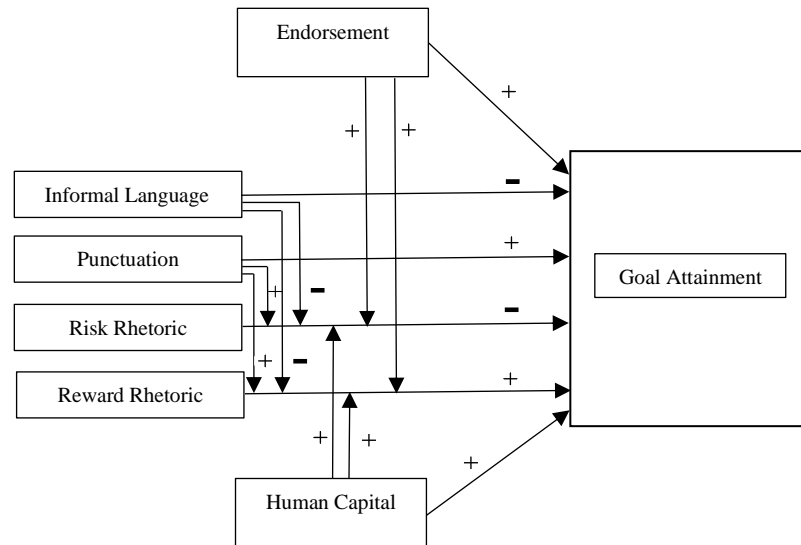 Endorsement
+
+ +
Informal Language
-
Punctuation
+
Goal Attainment
+ -
Risk Rhetoric
-
+ -
Reward Rhetoric
+
+ +
+
Human Capital